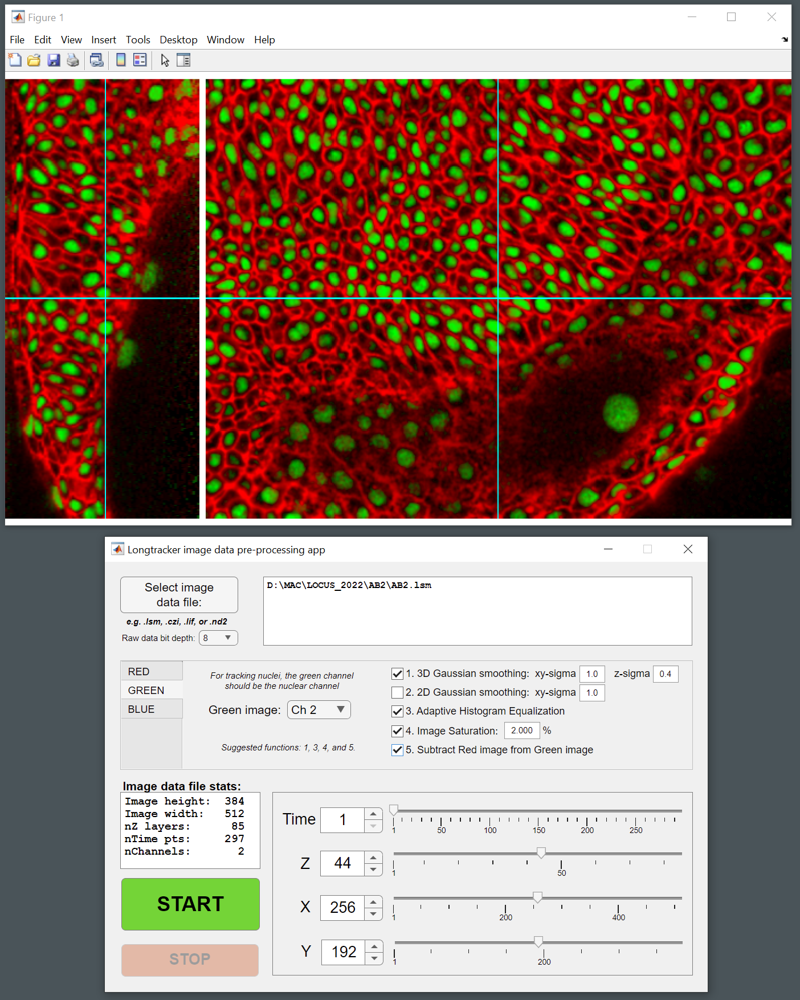 Figure 1
File Edit View Insert Tools Desktop Window Help
Longtracker image data pre-processing app
Select image
data file:
e.g. .lsm, .czi, .lif, or .nd2
Raw data bit depth: 8
D:\MAC\LOCUS_2022\AB2\AB2.lsm
RED
GREEN
BLUE
For tracking nuclei, the green channel
should be the nuclear channel
Green image: Ch 2
Suggested functions: 1, 3, 4, and 5.
1. 3D Gaussian smoothing: xy-sigma 1.0 z-sigma 0.4
2. 2D Gaussian smoothing: xy-sigma 1.0
3. Adaptive Histogram Equalization
4. Image Saturation: 2.000 %
5. Subtract Red image from Green image
Image data file stats:
Image height: 384
Image width: 512
nZ layers: 85
nTime pts: 297
nChannels: 2
START
STOP
Time 1
1 50 100 150 200 250
Z 44
1 50
X 256
1 200 400
Y 192
1 200